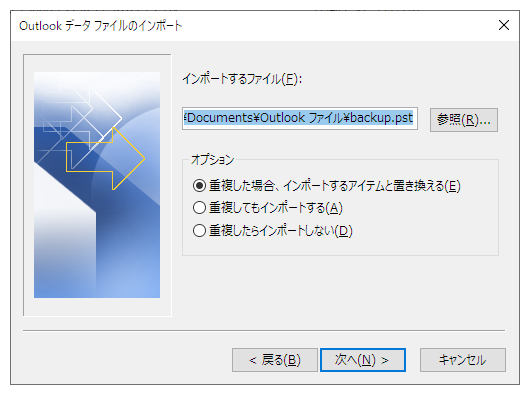 Outlook データ ファイルのインポート
インポートするファイル(F):
¥Documents¥Outlook ファイル¥backup.pst
参照(R)...
オプション
重複した場合、インポートするアイテムと置き換える(E)
重複してもインポートする(A)
重複したらインポートしない(D)
< 戻る(B)
次へ(N) >
キャンセル